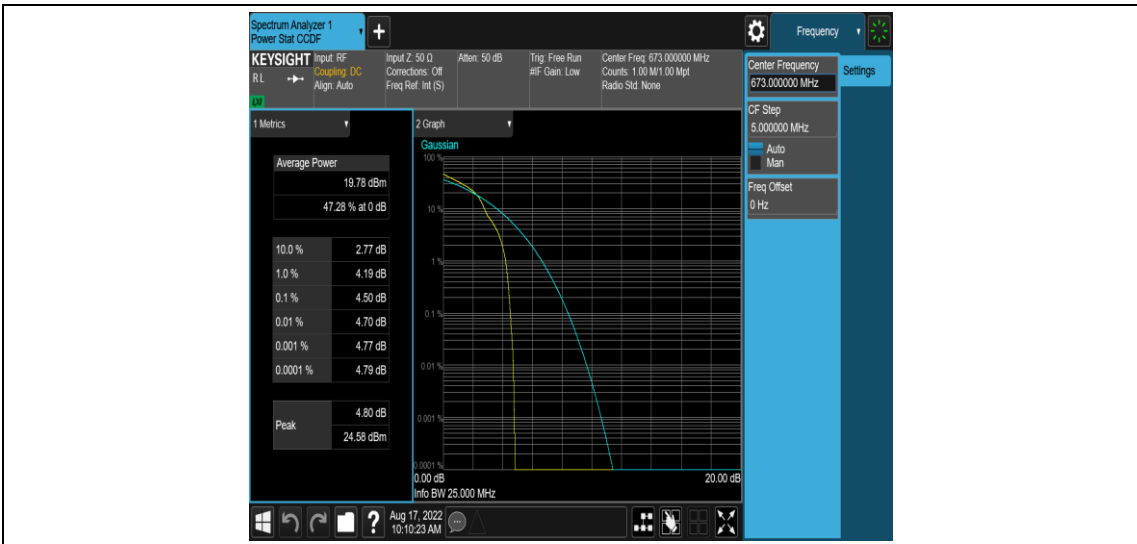 Spectrum Analyzer 1
Power Stat CCDF
+
Frequency
KEYSIGHT
Input: RF
Coupling: DC
Align: Auto
RL
LXI
Input Z: 50 Ω
Corrections: Off
Freq Ref: Int (S)
Atten: 50 dB
Trig: Free Run
#IF Gain: Low
Center Freq: 673.000000 MHz
Counts: 1.00 M/1.00 Mpt
Radio Std: None
Center Frequency
673.000000 MHz
Settings
CF Step
5.000000 MHz
Auto
Man
Freq Offset
0 Hz
1 Metrics
Average Power
19.78 dBm
47.28 % at 0 dB
10.0 % 2.77 dB
1.0 % 4.19 dB
0.1 % 4.50 dB
0.01 % 4.70 dB
0.001 % 4.77 dB
0.0001 % 4.79 dB
Peak
4.80 dB
24.58 dBm
2 Graph
Gaussian
100 %
10 %
1 %
0.1 %
0.01 %
0.001 %
0.0001 %
0.00 dB 20.00 dB
Info BW 25.000 MHz
?
Aug 17, 2022
10:10:23 AM